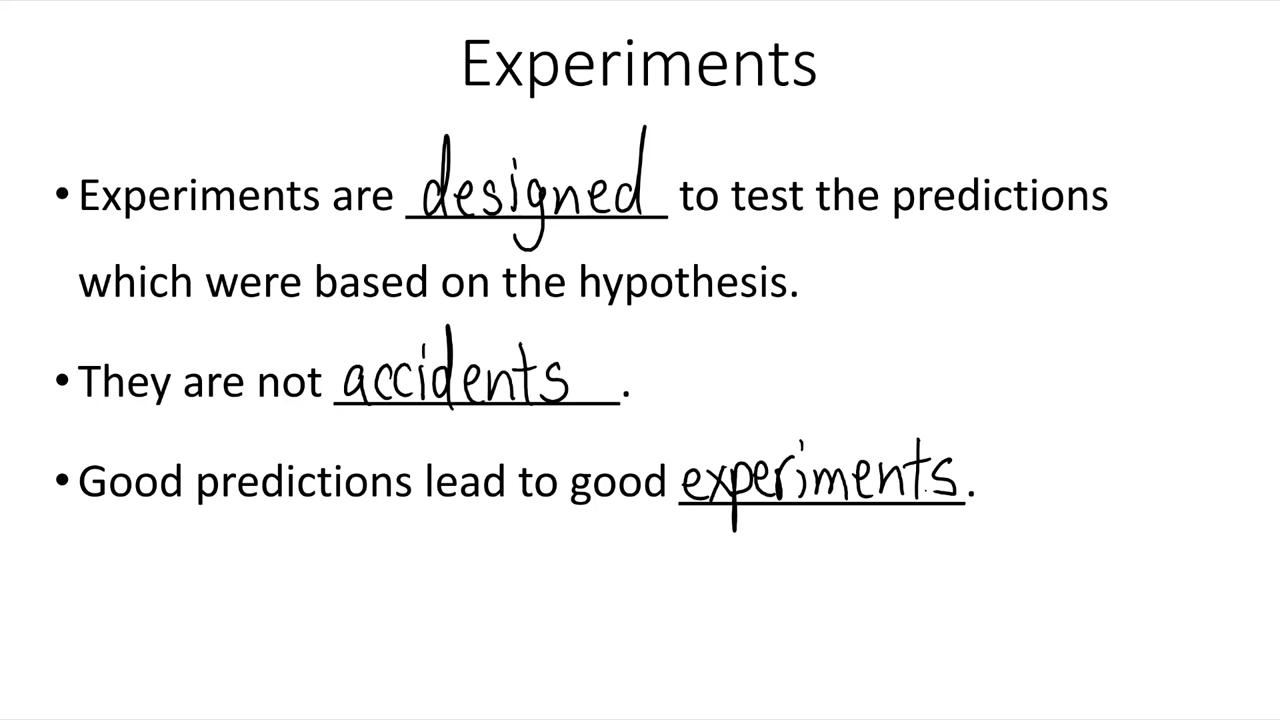 Experiments
• Experiments are designed to test the predictions
which were based on the hypothesis.
• They are not accidents.
• Good predictions lead to good experiments.